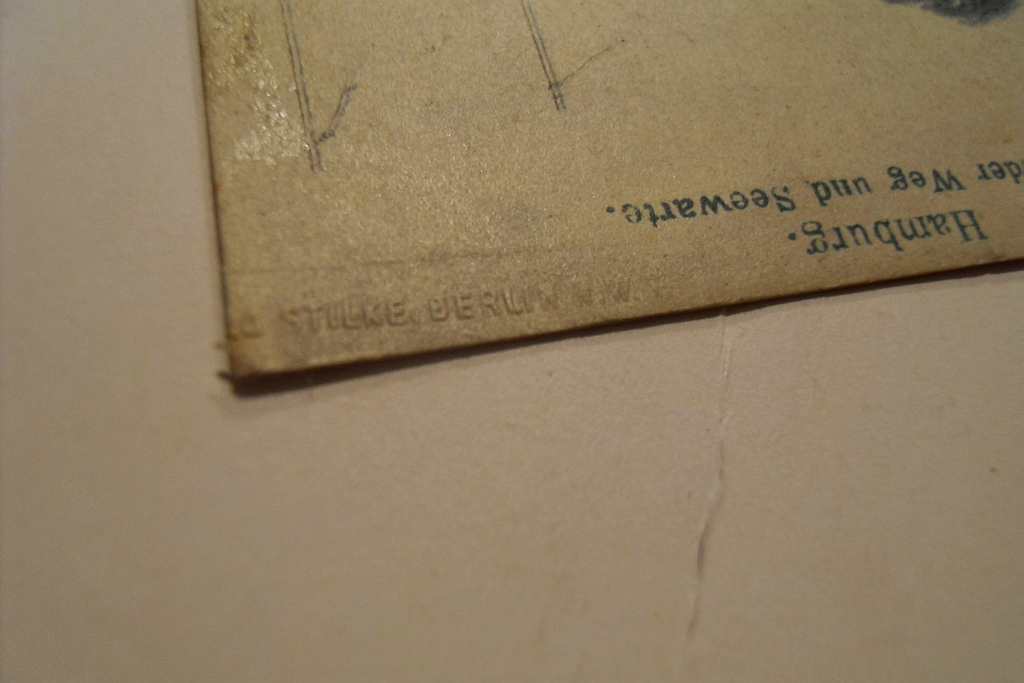 Hamburg.
der Weg und Seewarte.
STILKE, BERLIN N.W.